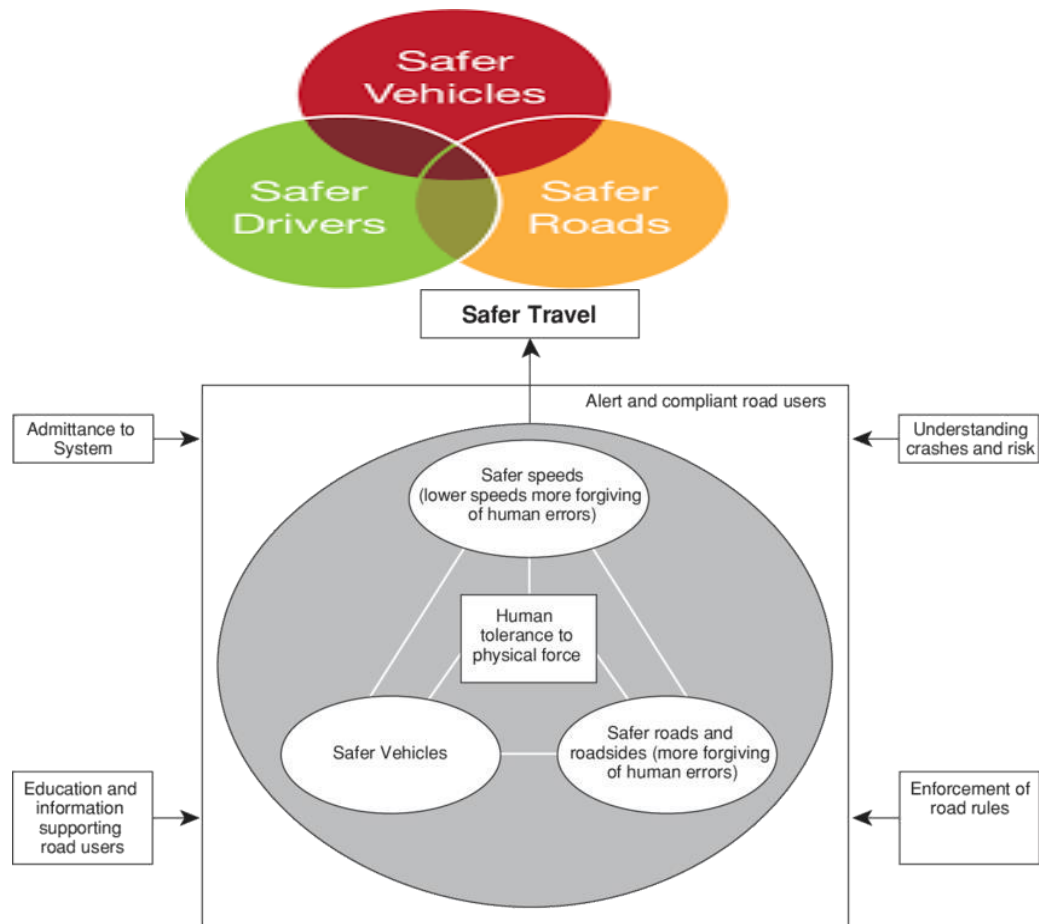 Safer
Vehicles
Safer
Drivers
Safer
Roads
Safer Travel
Alert and compliant road users
Admittance to
System
Understanding
crashes and risk
Safer speeds
(lower speeds more forgiving
of human errors)
Human
tolerance to
physical force
Safer Vehicles
Safer roads and
roadsides (more forgiving
of human errors)
Education and
information
supporting
road users
Enforcement of
road rules